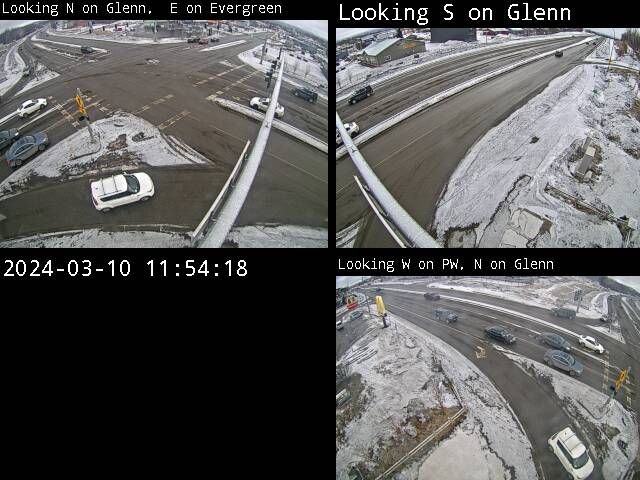 Looking N on Glenn,  E on Evergreen
Looking S on Glenn
2024-03-10 11:54:18
Looking W on PW, N on Glenn